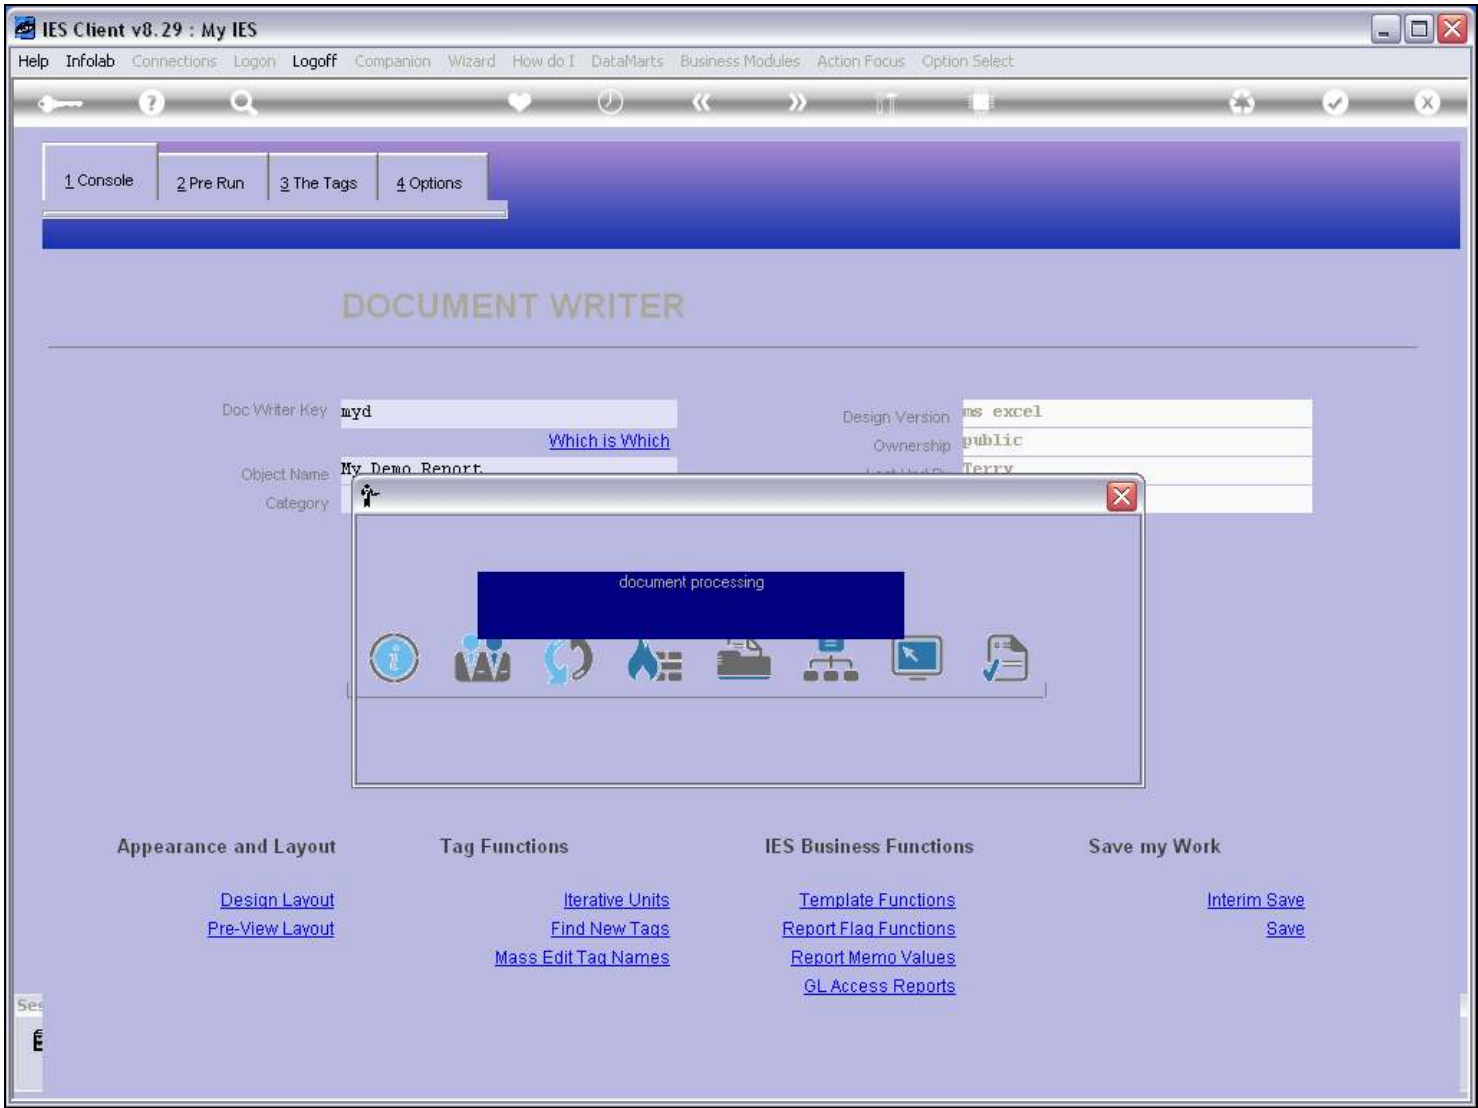 IES Client v8.29 : My IES
Help Infolab Connections Logon Logoff Companion Wizard How do I DataMarts Business Modules Action Focus Option Select
1 Console 2 Pre Run 3 The Tags 4 Options
DOCUMENT WRITER
Doc Writer Key myd
Design Version ms excel
Which is Which
Ownership public
Object Name My Demo Report
Terry
Category
document processing
Appearance and Layout Tag Functions IES Business Functions Save my Work
Design Layout Iterative Units Template Functions Interim Save
Pre-View Layout Find New Tags Report Flag Functions Save
Mass Edit Tag Names Report Memo Values
GL Access Reports
Ses